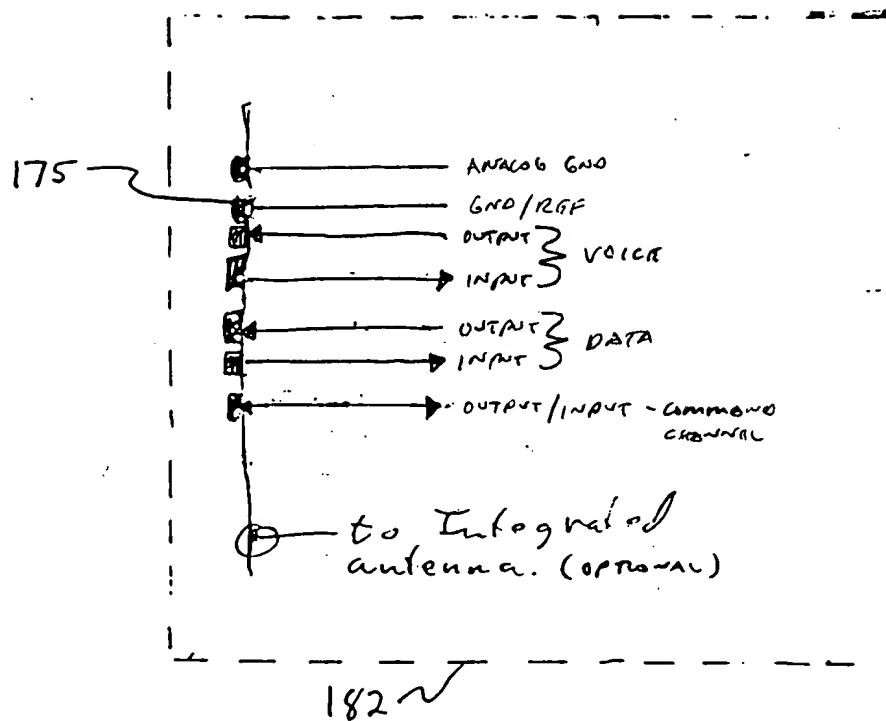 175
ANALOG GND
GND/REF
OUTPUT
VOICE
INPUT
OUTPUT
DATA
INPUT
OUTPUT/INPUT - COMMAND
CHANNEL
to Integrated
antenna. (OPTIONAL)
182